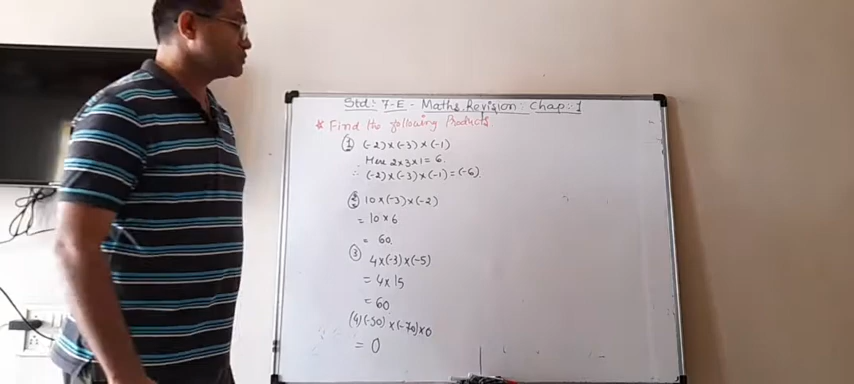 Std: 7-E - Maths Revision: Chap: 1
* Find the following Products.
① (-2)×(-3)×(-1)
Here 2×3×1 = 6.
∴ (-2)×(-3)×(-1) = (-6).
② 10×(-3)×(-2)
= 10×6
= 60.
③ 4×(-3)×(-5)
= 4×15
= 60
(4) (-50)×(-70)×0
= 0